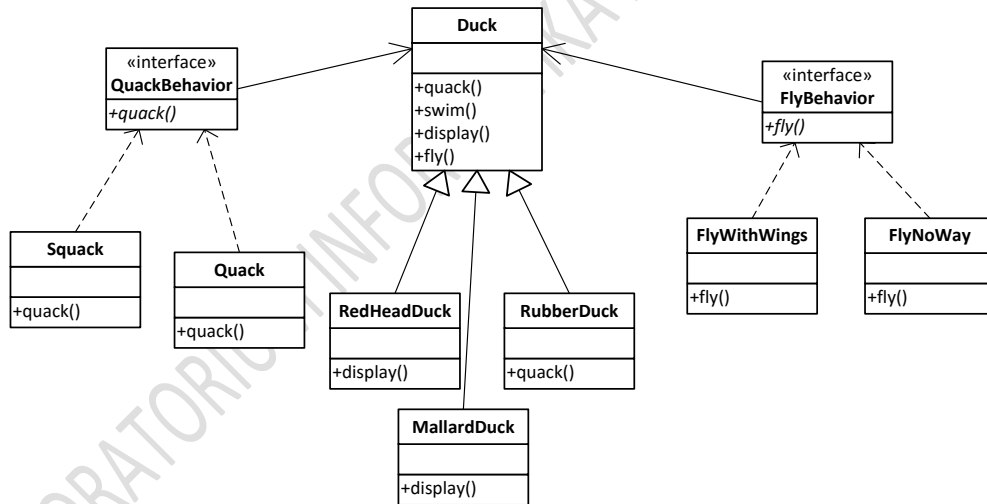 Duck
+quack()
+swim()
+display()
+fly()
«interface»
QuackBehavior
+quack()
«interface»
FlyBehavior
+fly()
Squack
+quack()
Quack
+quack()
RedHeadDuck
+display()
RubberDuck
+quack()
MallardDuck
+display()
FlyWithWings
+fly()
FlyNoWay
+fly()